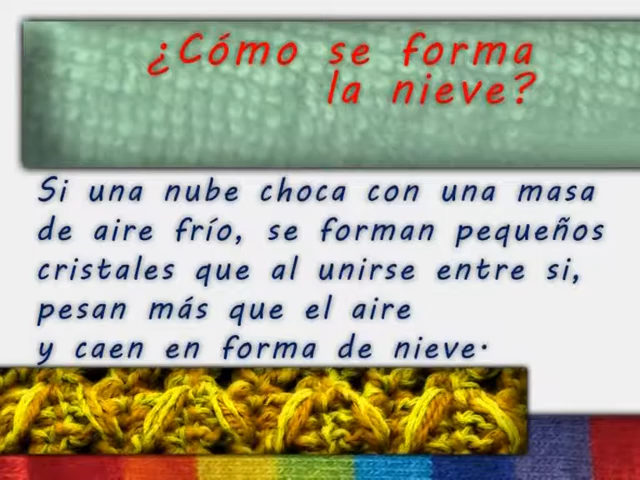 ¿Cómo se forma
la nieve?
Si una nube choca con una masa
de aire frío, se forman pequeños
cristales que al unirse entre si,
pesan más que el aire
y caen en forma de nieve.